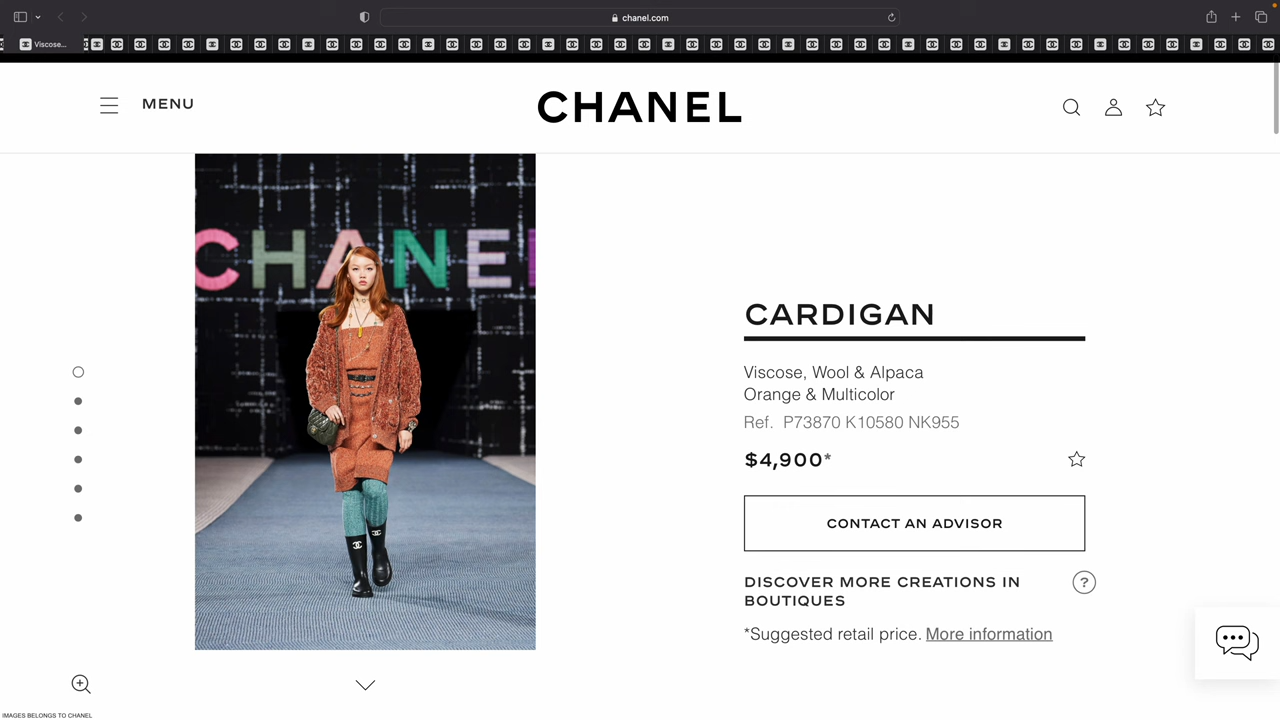 chanel.com
Viscose...
MENU
CHANEL
CHANEL
CARDIGAN
Viscose, Wool & Alpaca
Orange & Multicolor
Ref. P73870 K10580 NK955
$4,900*
CONTACT AN ADVISOR
DISCOVER MORE CREATIONS IN
BOUTIQUES
?
*Suggested retail price. More information
IMAGES BELONGS TO CHANEL